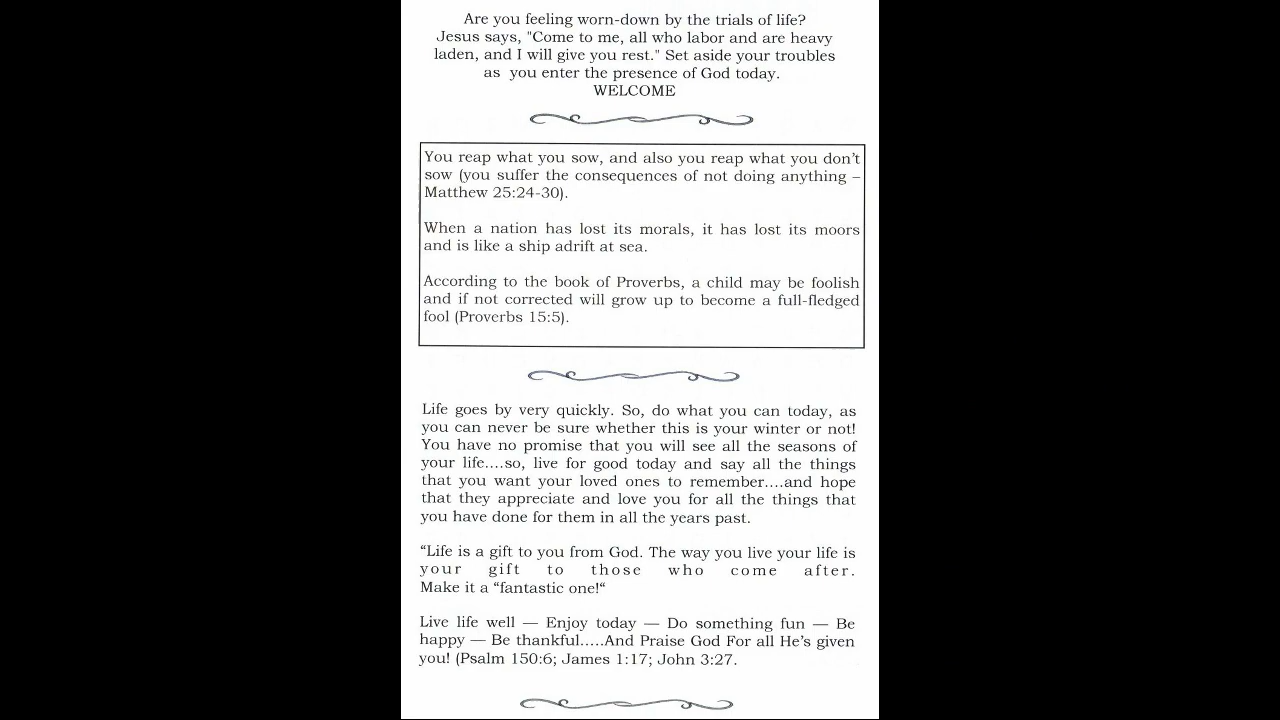 Are you feeling worn-down by the trials of life?
Jesus says, "Come to me, all who labor and are heavy
laden, and I will give you rest." Set aside your troubles
as you enter the presence of God today.
WELCOME
You reap what you sow, and also you reap what you don't
sow (you suffer the consequences of not doing anything –
Matthew 25:24-30).
When a nation has lost its morals, it has lost its moors
and is like a ship adrift at sea.
According to the book of Proverbs, a child may be foolish
and if not corrected will grow up to become a full-fledged
fool (Proverbs 15:5).
Life goes by very quickly. So, do what you can today, as
you can never be sure whether this is your winter or not!
You have no promise that you will see all the seasons of
your life....so, live for good today and say all the things
that you want your loved ones to remember....and hope
that they appreciate and love you for all the things that
you have done for them in all the years past.
“Life is a gift to you from God. The way you live your life is
your gift to those who come after.
Make it a “fantastic one!“
Live life well — Enjoy today — Do something fun — Be
happy — Be thankful.....And Praise God For all He's given
you! (Psalm 150:6; James 1:17; John 3:27.